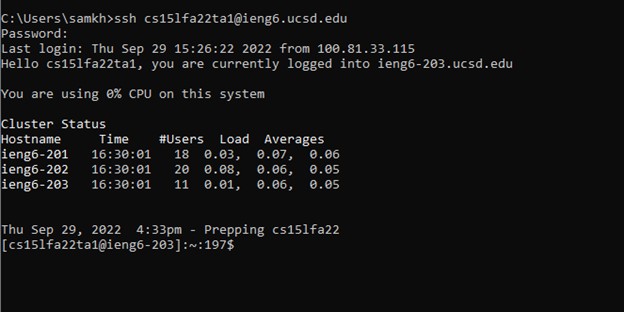 C:\Users\samkh>ssh cs15lfa22ta1@ieng6.ucsd.edu
Password:
Last login: Thu Sep 29 15:26:22 2022 from 100.81.33.115
Hello cs15lfa22ta1, you are currently logged into ieng6-203.ucsd.edu
You are using 0% CPU on this system
Cluster Status
Hostname Time #Users Load Averages
ieng6-201 16:30:01 18 0.03, 0.07, 0.06
ieng6-202 16:30:01 20 0.08, 0.06, 0.05
ieng6-203 16:30:01 11 0.01, 0.06, 0.05
Thu Sep 29, 2022 4:33pm - Prepping cs15lfa22
[cs15lfa22ta1@ieng6-203]:~:197$